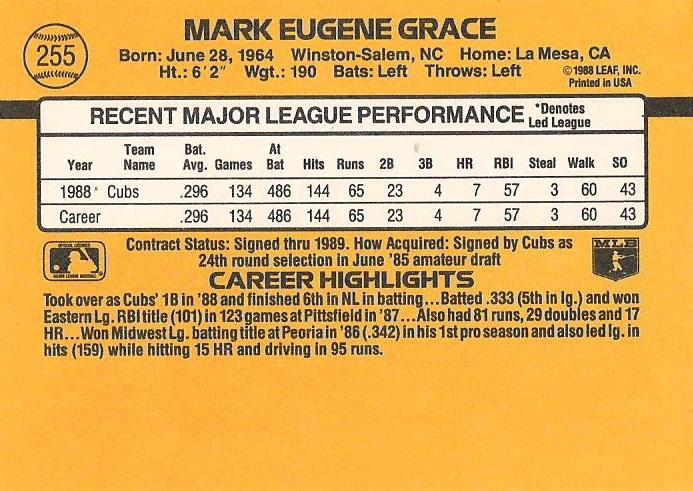 255
MARK EUGENE GRACE
Born: June 28, 1964 Winston-Salem, NC Home: La Mesa, CA
Ht.: 6'2" Wgt.: 190 Bats: Left Throws: Left
©1988 LEAF, INC.
Printed in USA
RECENT MAJOR LEAGUE PERFORMANCE *Denotes Led League
Year Team Name Bat. Avg. Games At Bat Hits Runs 2B 3B HR RBI Steal Walk SO
1988* Cubs .296 134 486 144 65 23 4 7 57 3 60 43
Career .296 134 486 144 65 23 4 7 57 3 60 43
Contract Status: Signed thru 1989. How Acquired: Signed by Cubs as
24th round selection in June '85 amateur draft
MLB
CAREER HIGHLIGHTS
Took over as Cubs' 1B in '88 and finished 6th in NL in batting...Batted .333 (5th in lg.) and won
Eastern Lg. RBI title (101) in 123 games at Pittsfield in '87...Also had 81 runs, 29 doubles and 17
HR...Won Midwest Lg. batting title at Peoria in '86 (.342) in his 1st pro season and also led lg. in
hits (159) while hitting 15 HR and driving in 95 runs.